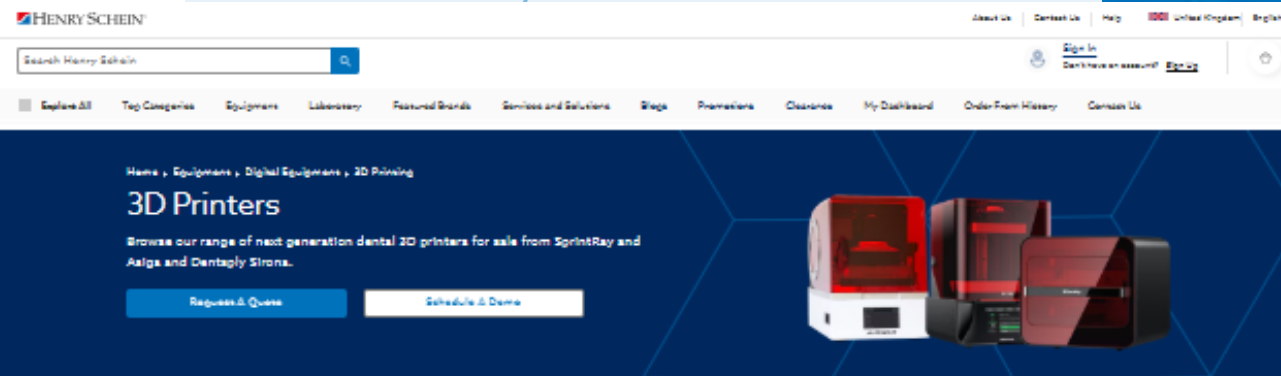 HENRY SCHEIN®
About Us | Contact Us | Help United Kingdom | English
Search Henry Schein
Sign In
Don't have an account? Sign Up
Explore All Top Categories Equipment Laboratory Featured Brands Services and Solutions Blogs Promotions Clearance My Dashboard Order From History Contact Us
Home Equipment Digital Equipment 3D Printing
3D Printers
Browse our range of next generation dental 3D printers for sale from SprintRay and
Asiga and Dentsply Sirona.
Request A Quote Schedule A Demo